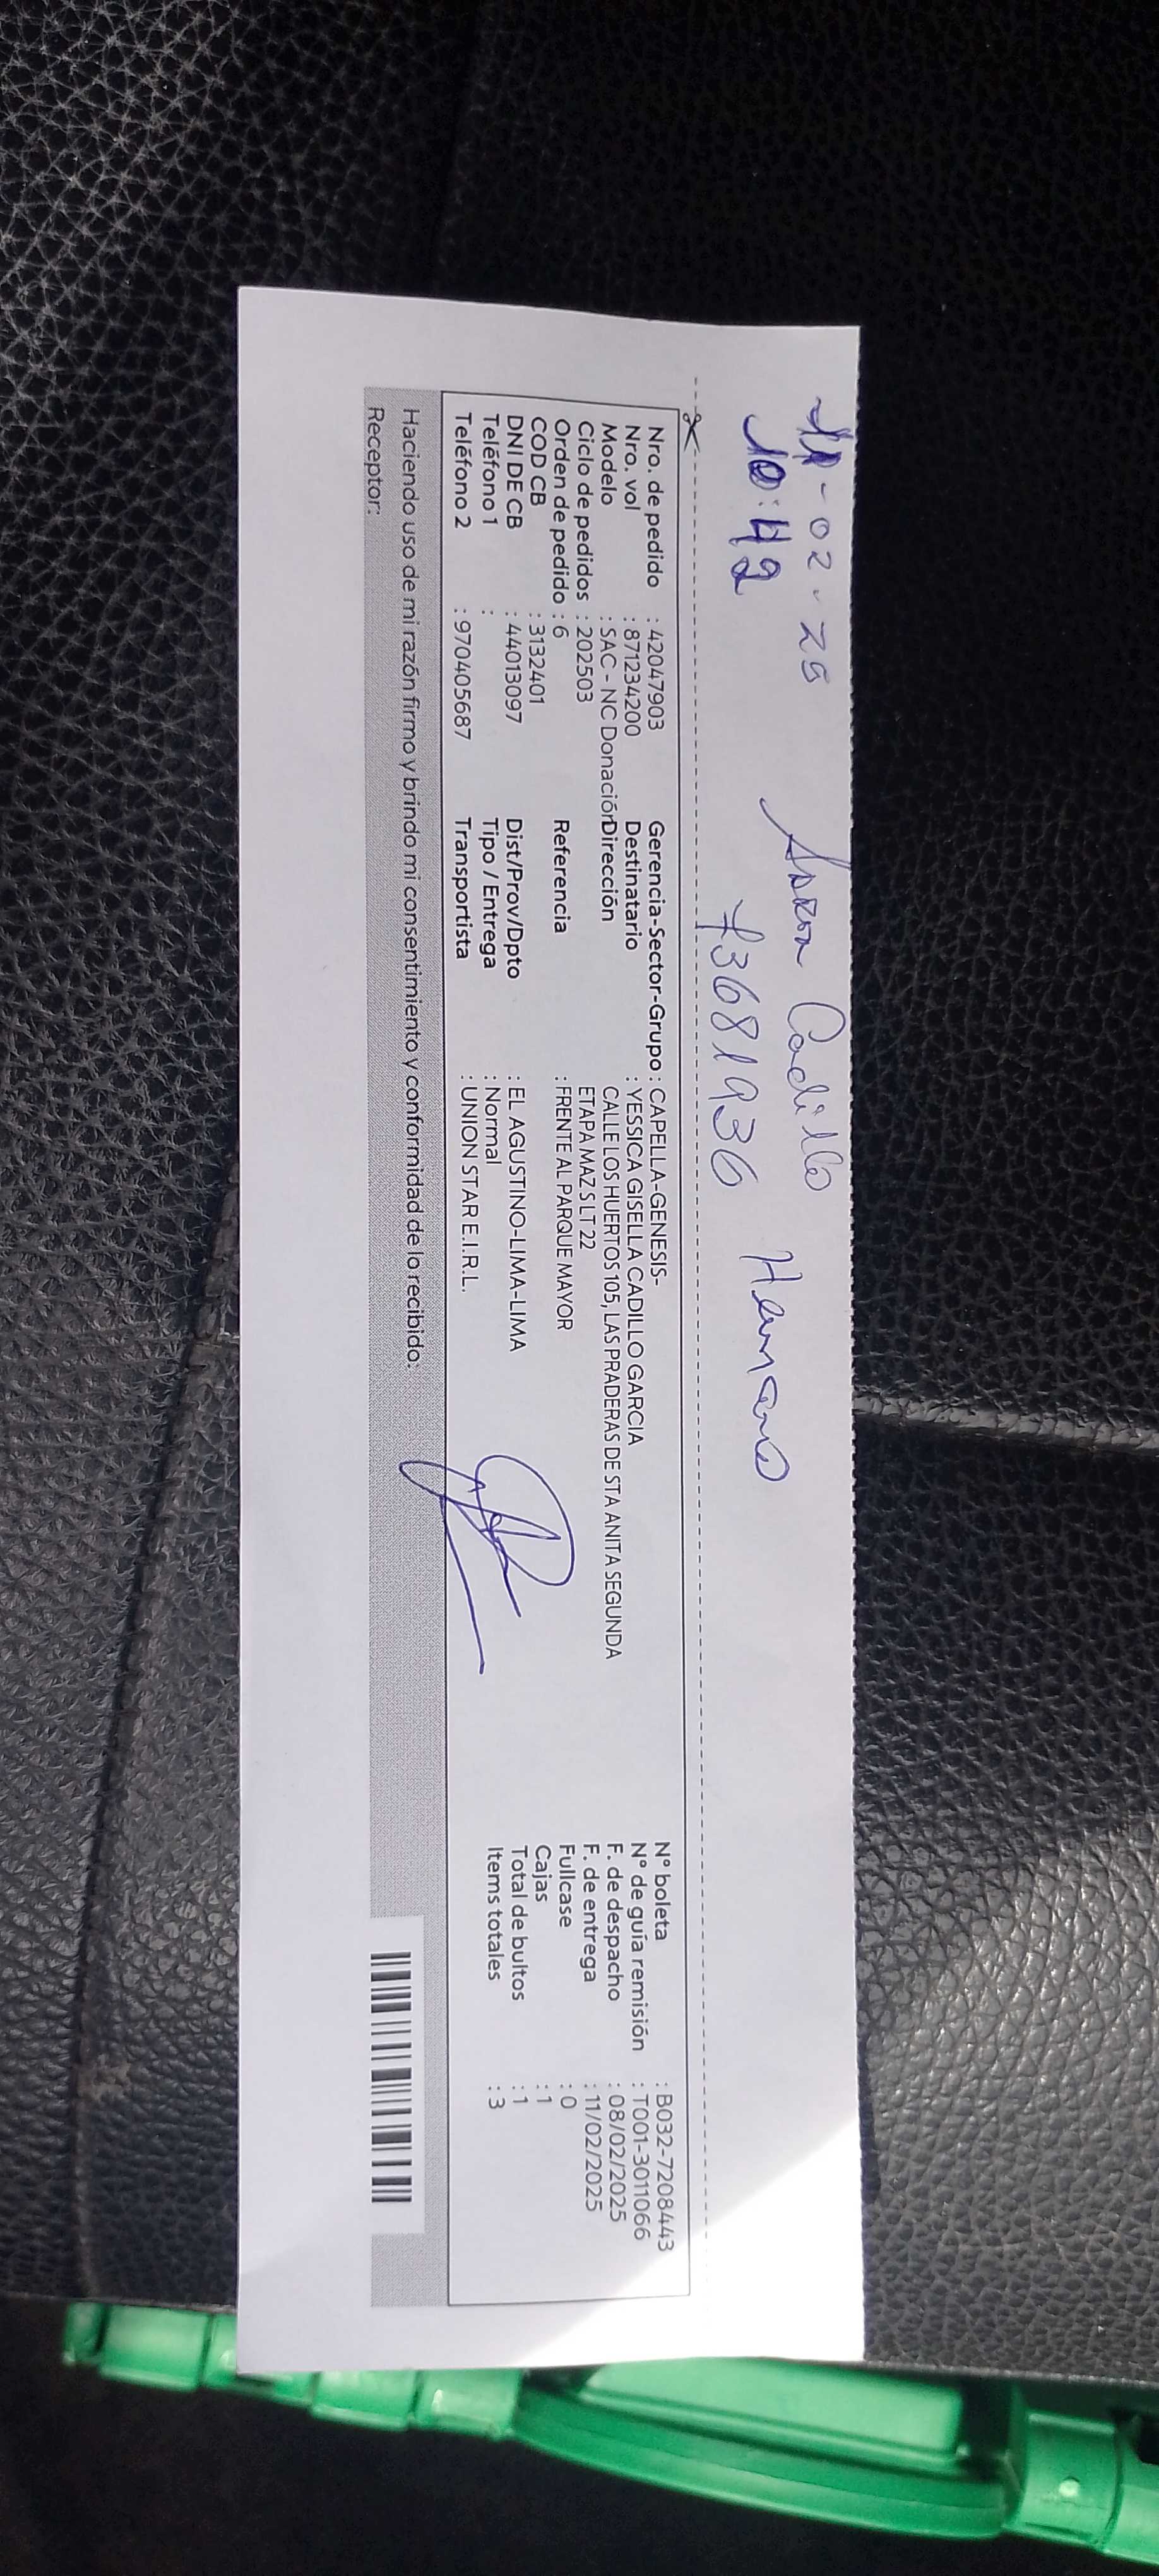 11-02-25
10:42
Cadillo
73681936
Hermano
Nro. de pedido : 42047903
Nro. vol : 871234200
Modelo : SAC - NC Donación
Ciclo de pedidos : 202503
Orden de pedido : 6
COD CB : 3132401
DNI DE CB : 44013097
Teléfono 1 :
Teléfono 2 : 970405687
Gerencia-Sector-Grupo : CAPELLA-GENESIS-
Destinatario : YESSICA GISELLA CADILLO GARCIA
Dirección CALLE LOS HUERTOS 105, LAS PRADERAS DE STA ANITA SEGUNDA
ETAPA MAZ S LT 22
Referencia : FRENTE AL PARQUE MAYOR
Dist/Prov/Dpto : EL AGUSTINO-LIMA-LIMA
Tipo / Entrega : Normal
Transportista : UNION STAR E.I.R.L.
N° boleta : B032-7208443
N° de guía remisión : T001-3011066
F. de despacho : 08/02/2025
F. de entrega : 11/02/2025
Fullcase : 0
Cajas : 1
Total de bultos : 1
Items totales : 3
Haciendo uso de mi razón firmo y brindo mi consentimiento y conformidad de lo recibido.
Receptor: